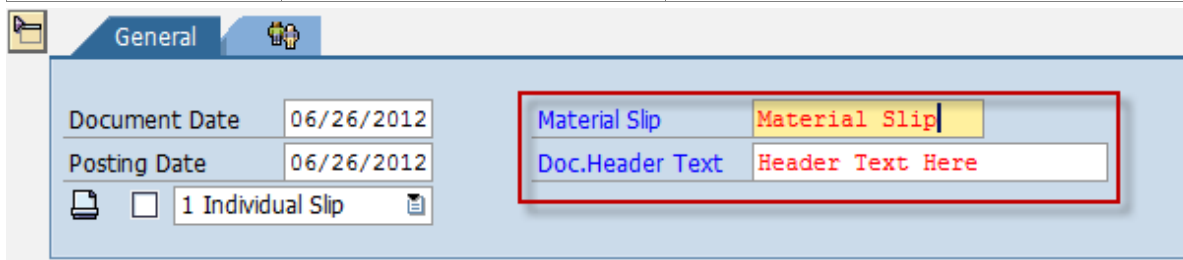 General
Document Date 06/26/2012 Material Slip Material Slip
Posting Date 06/26/2012 Doc.Header Text Header Text Here
1 Individual Slip